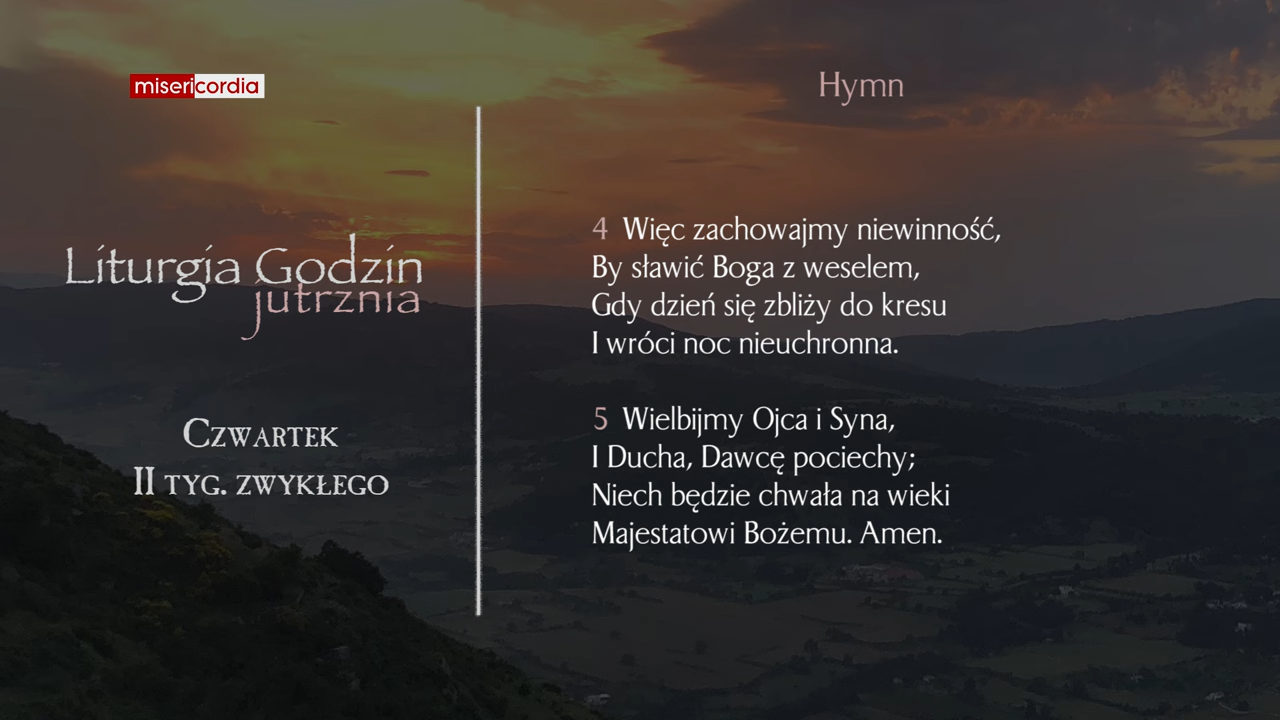 misericordia
Liturgia Godzin
jutrznia
Czwartek
II tyg. zwykłego
Hymn
4 Więc zachowajmy niewinność,
By sławić Boga z weselem,
Gdy dzień się zbliży do kresu
I wróci noc nieuchronna.
5 Wielbijmy Ojca i Syna,
I Ducha, Dawcę pociechy;
Niech będzie chwała na wieki
Majestatowi Bożemu. Amen.